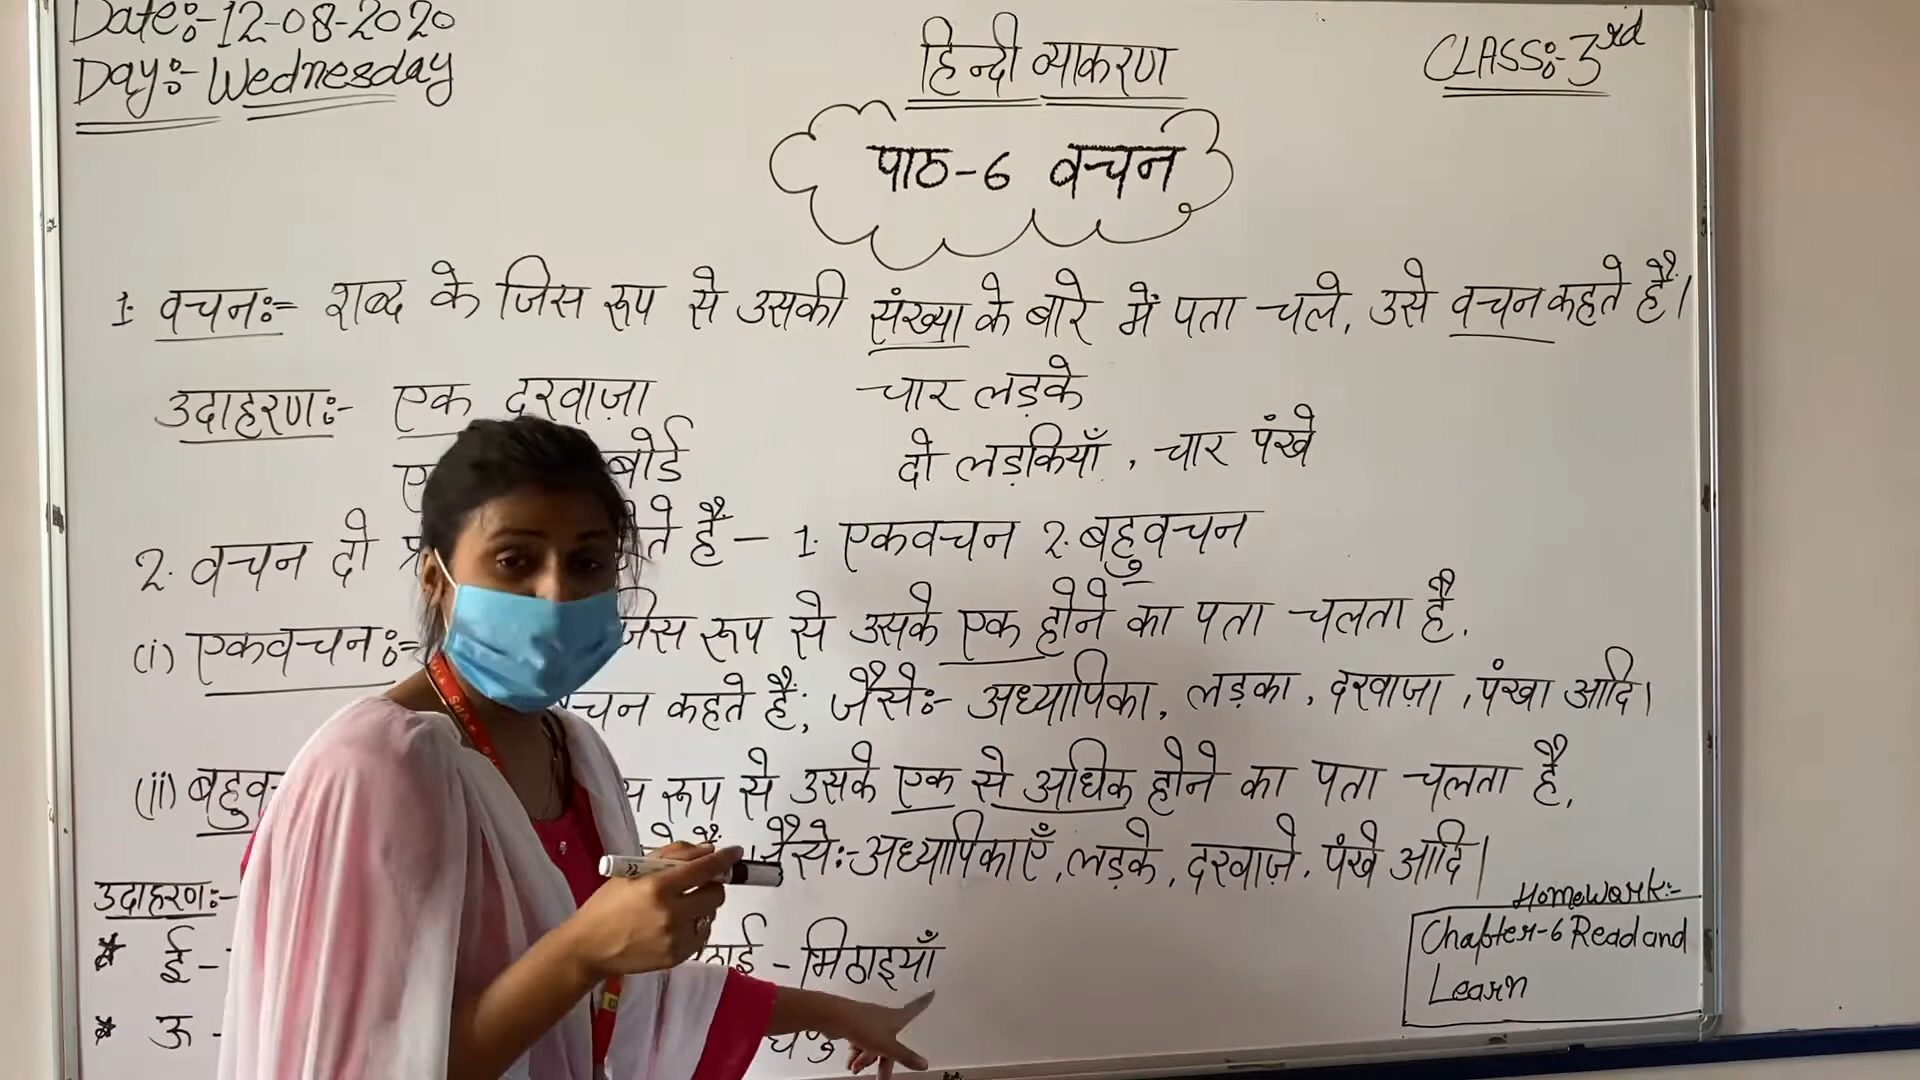 Date:-12-08-2020
Day:- Wednesday
हिन्दी व्याकरण
CLASS:-3rd
पाठ-6 वचन
1. वचन:- शब्द के जिस रूप से उसकी संख्या के बारे में पता चले, उसे वचन कहते हैं।
उदाहरण:- एक दरवाज़ा चार लड़के
बोर्ड दो लड़कियाँ, चार पंखे
2. वचन दो हैं - 1. एकवचन 2. बहुवचन
(i) एकवचन:- जिस रूप से उसके एक होने का पता चलता है,
कहते हैं; जैसे:- अध्यापिका, लड़का, दरवाज़ा, पंखा आदि।
(ii) रूप से उसके एक से अधिक होने का पता चलता है,
जैसे:- अध्यापिकाएँ, लड़के, दरवाज़े, पंखे आदि।
उदाहरण:-
* ई - - मिठाइयाँ
* ऊ -
Homework:-
Chapter-6 Read and
Learn